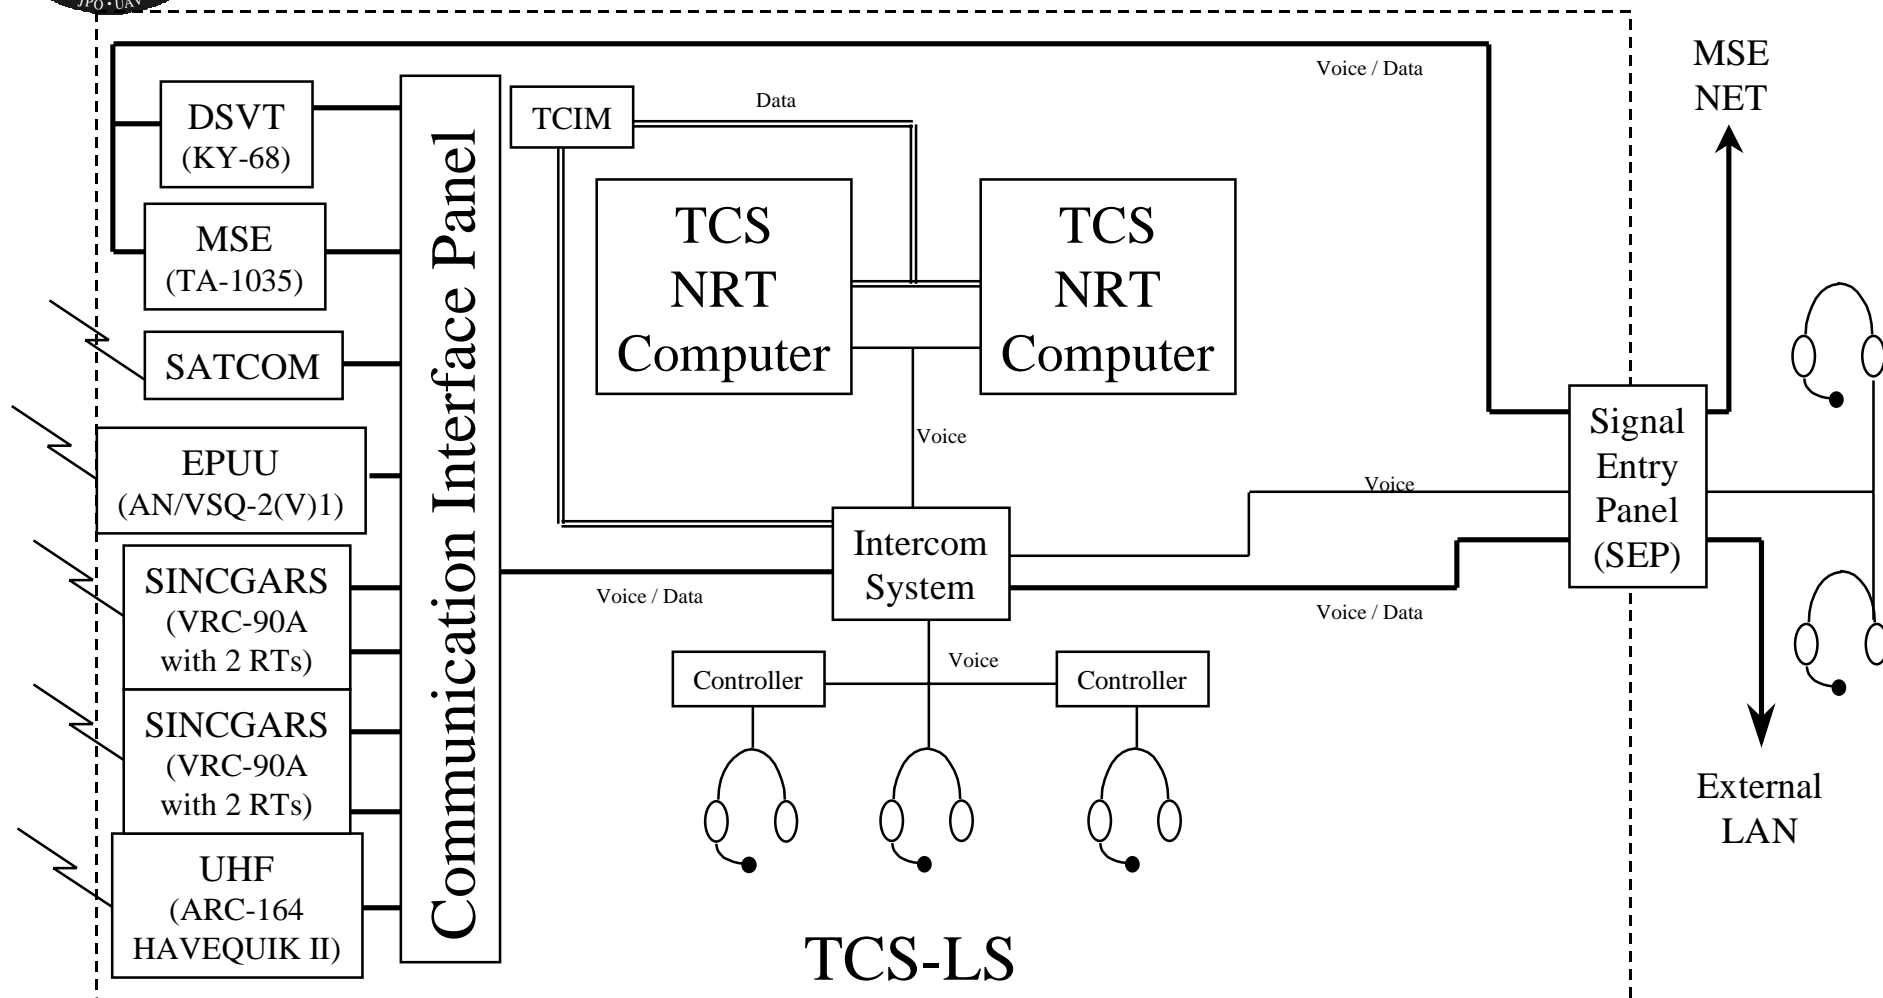 JPO · UAV
Voice / Data
MSE
NET
DSVT
(KY-68)
TCIM
Data
MSE
(TA-1035)
TCS
NRT
Computer
TCS
NRT
Computer
SATCOM
Communication Interface Panel
EPUU
(AN/VSQ-2(V)1)
Voice
Signal
Entry
Panel
(SEP)
Voice
SINCGARS
(VRC-90A
with 2 RTs)
Voice / Data
Intercom
System
Voice / Data
Controller
Voice
Controller
SINCGARS
(VRC-90A
with 2 RTs)
External
LAN
UHF
(ARC-164
HAVEQUIK II)
TCS-LS